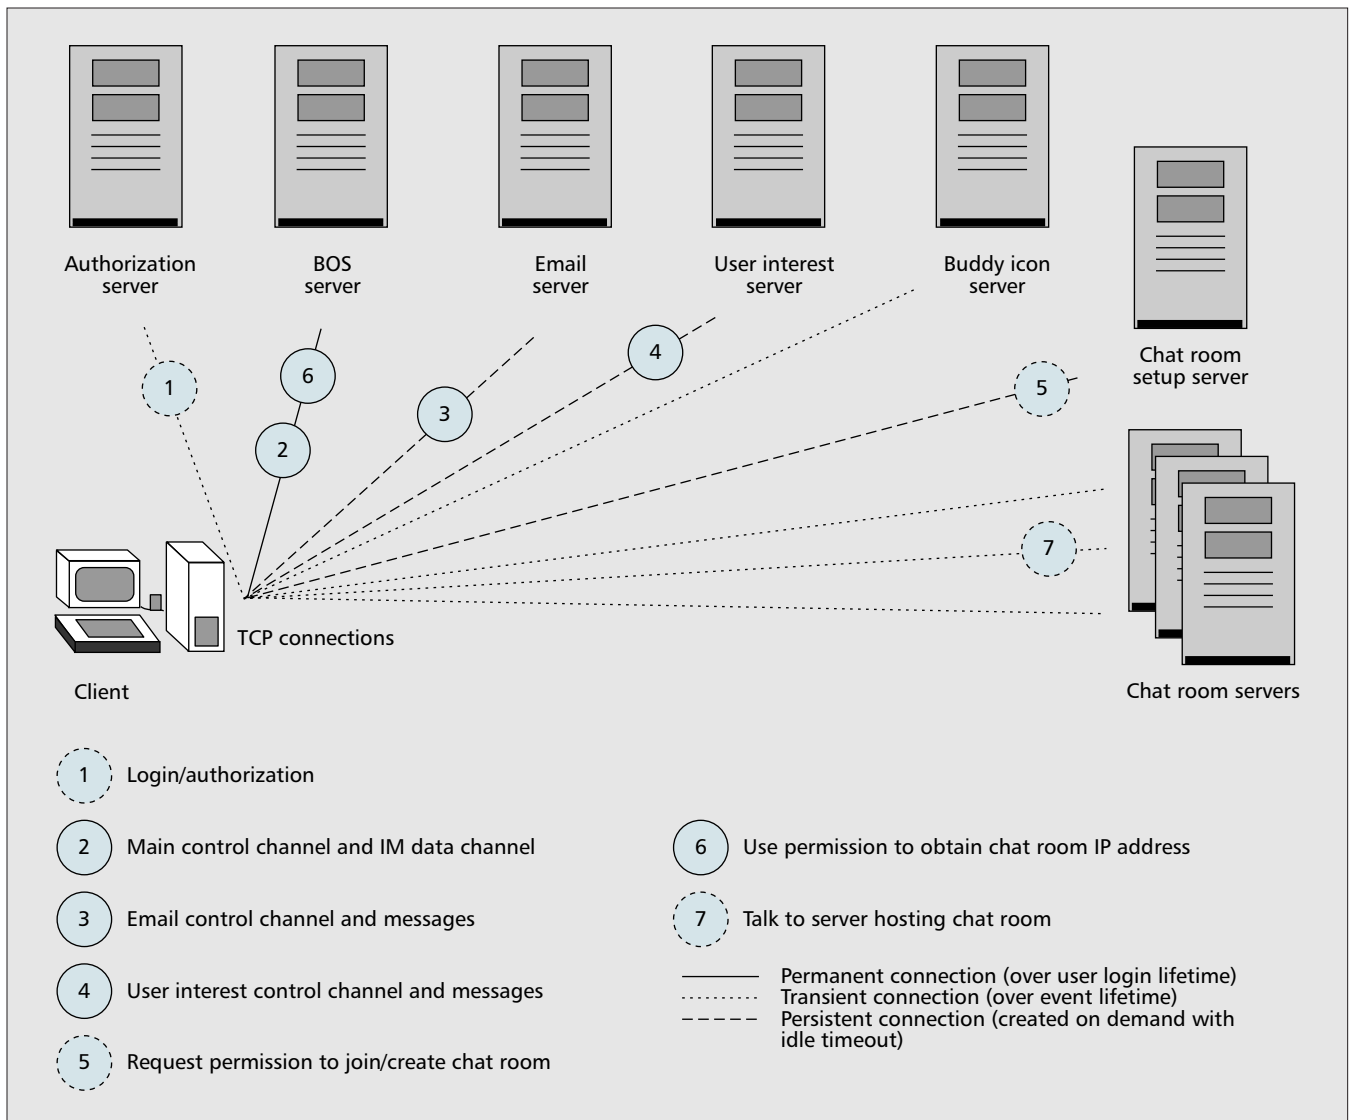 Authorization
server
BOS
server
Email
server
User interest
server
Buddy icon
server
Chat room
setup server
1
6
2
3
4
5
7
TCP connections
Client
Chat room servers
1 Login/authorization
2 Main control channel and IM data channel
3 Email control channel and messages
4 User interest control channel and messages
5 Request permission to join/create chat room
6 Use permission to obtain chat room IP address
7 Talk to server hosting chat room
Permanent connection (over user login lifetime)
Transient connection (over event lifetime)
Persistent connection (created on demand with
idle timeout)